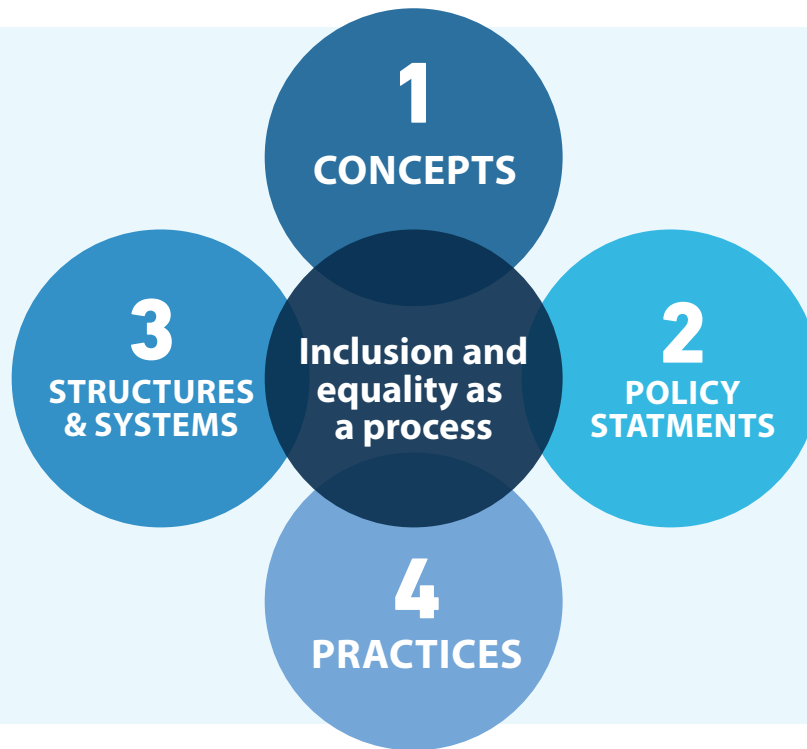 1
CONCEPTS
3
STRUCTURES
& SYSTEMS
Inclusion and
equality as
a process
2
POLICY
STATMENTS
4
PRACTICES